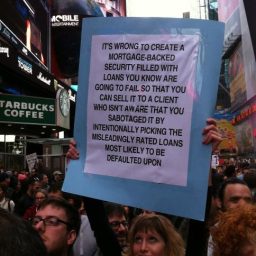 MOBILE
IT'S WRONG TO CREATE A
MORTGAGE-BACKED
SECURITY FILLED WITH
LOANS YOU KNOW ARE
GOING TO FAIL SO THAT YOU
CAN SELL IT TO A CLIENT
WHO ISN'T AWARE THAT YOU
SABOTAGED IT BY
INTENTIONALLY PICKING THE
MISLEADINGLY RATED LOANS
MOST LIKELY TO BE
DEFAULTED UPON
STARBUCKS
COFFEE